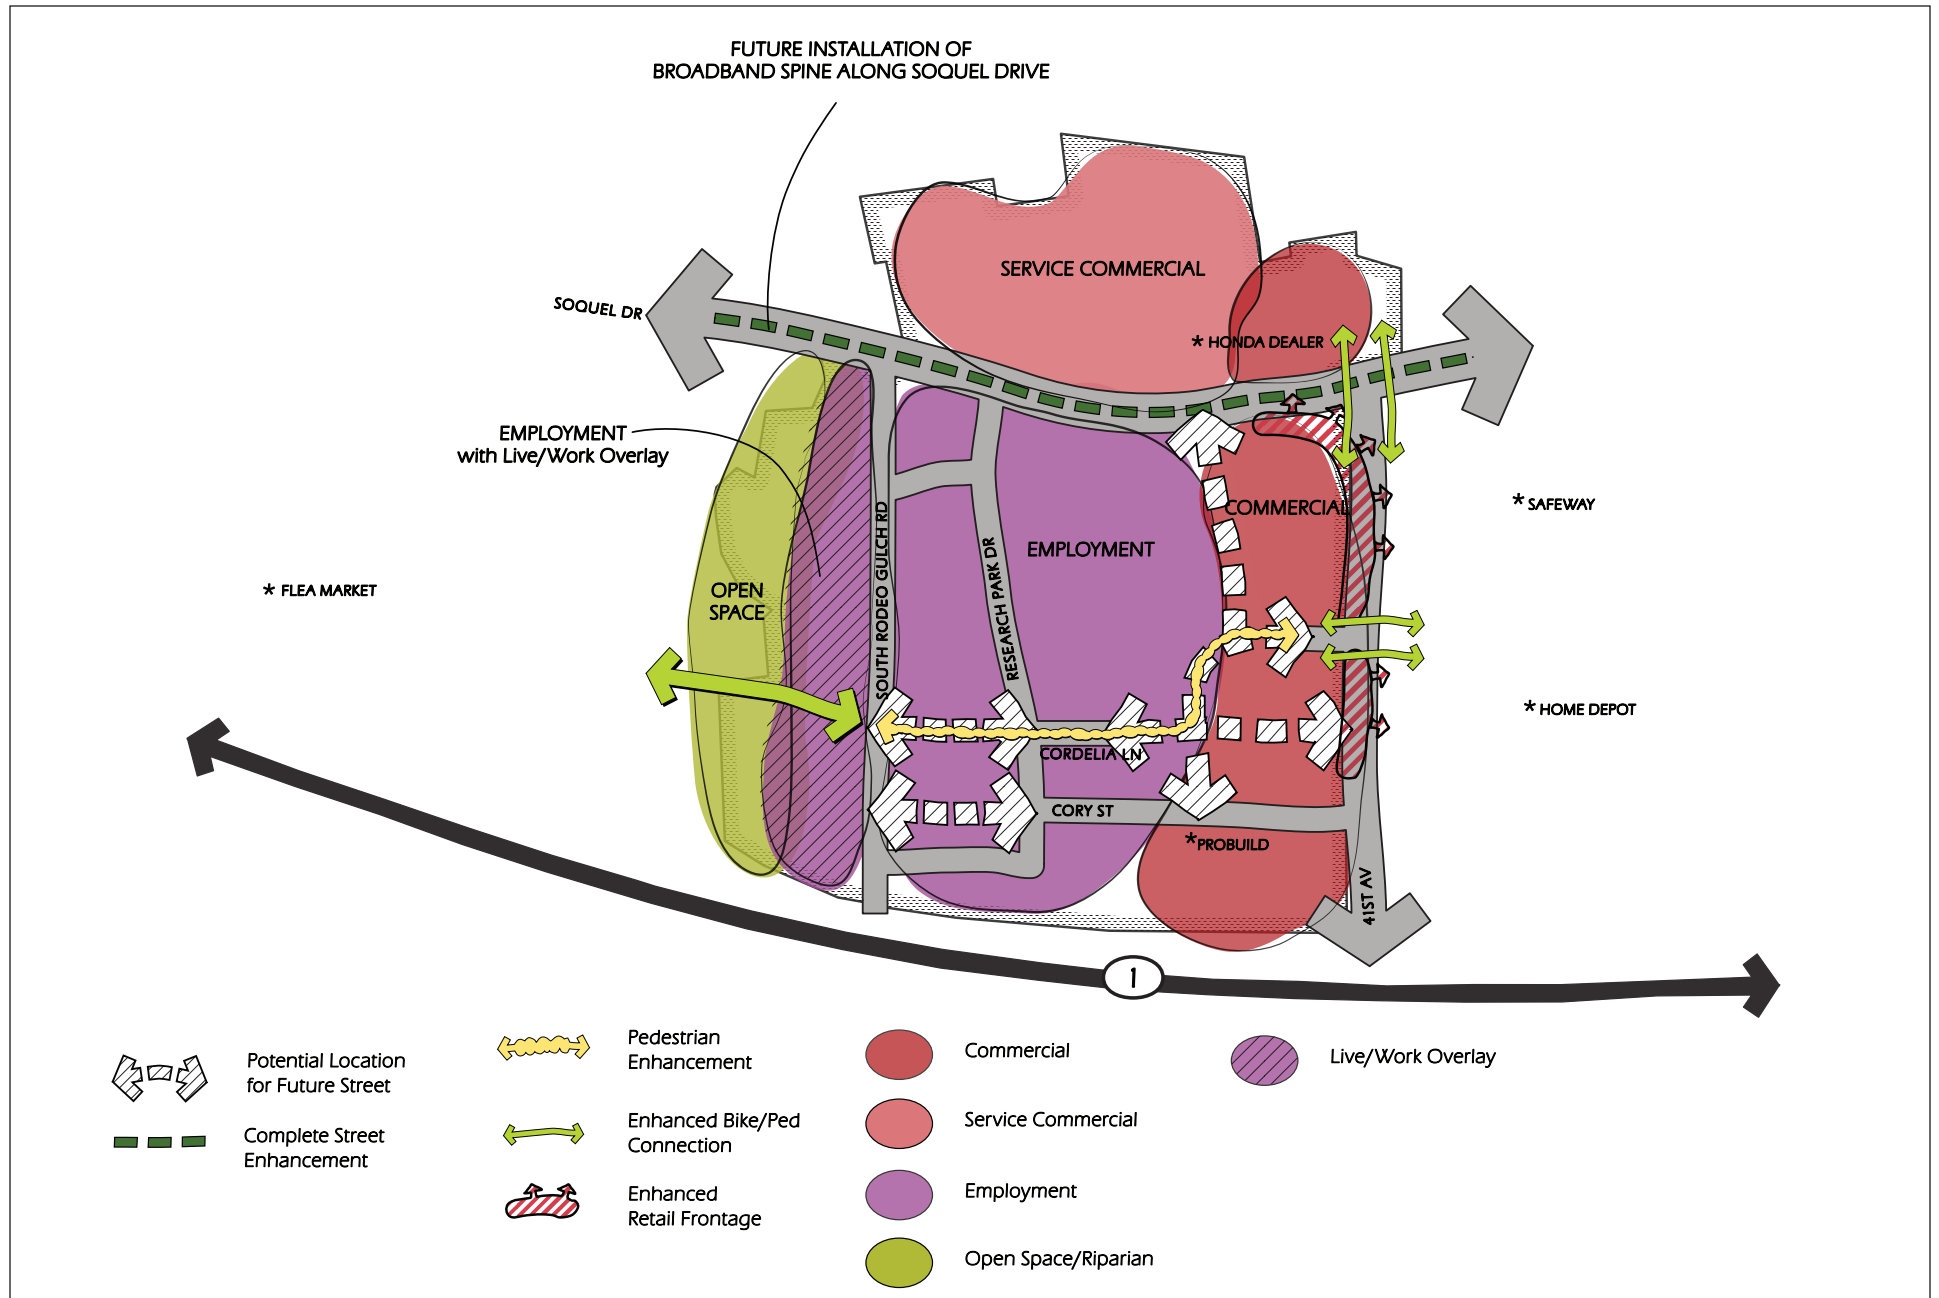 FUTURE INSTALLATION OF
BROADBAND SPINE ALONG SOQUEL DRIVE
SERVICE COMMERCIAL
SOQUEL DR
* HONDA DEALER
EMPLOYMENT
with Live/Work Overlay
COMMERCIAL
* SAFEWAY
SOUTH RODEO GULCH RD
RESEARCH PARK DR
EMPLOYMENT
* FLEA MARKET
OPEN
SPACE
* HOME DEPOT
CORDELIA LN
CORY ST
*PROBUILD
41ST AV
1
Potential Location
for Future Street
Complete Street
Enhancement
Pedestrian
Enhancement
Enhanced Bike/Ped
Connection
Enhanced
Retail Frontage
Commercial
Service Commercial
Employment
Open Space/Riparian
Live/Work Overlay